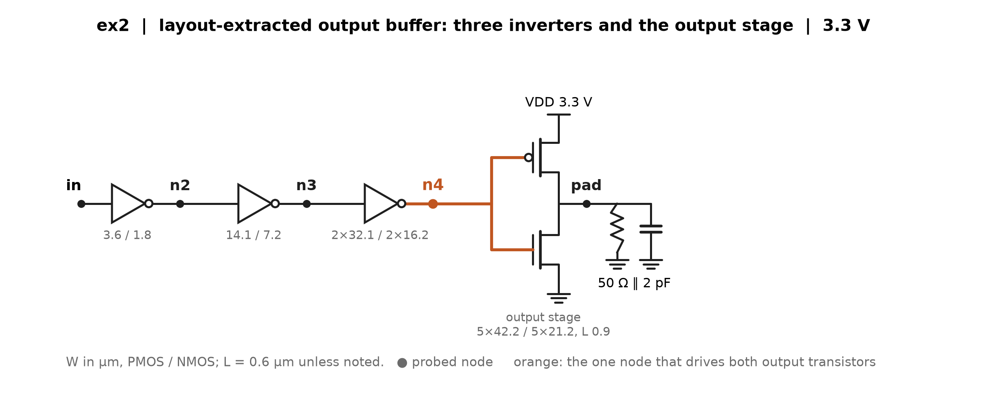 ex2 | layout-extracted output buffer: three inverters and the output stage | 3.3 V
VDD 3.3 V
in
n2
n3
n4
pad
3.6 / 1.8
14.1 / 7.2
2×32.1 / 2×16.2
50 Ω ∥ 2 pF
output stage
5×42.2 / 5×21.2, L 0.9
W in µm, PMOS / NMOS; L = 0.6 µm unless noted. ● probed node orange: the one node that drives both output transistors